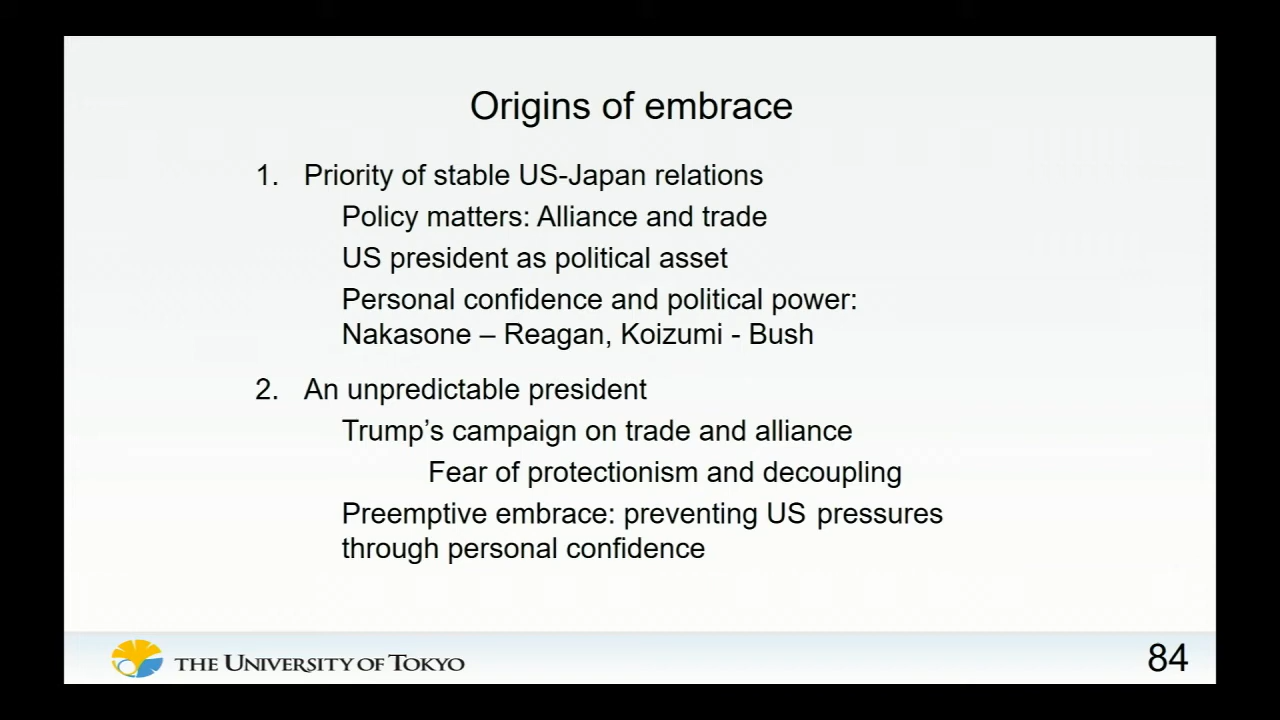 Origins of embrace
1. Priority of stable US-Japan relations
Policy matters: Alliance and trade
US president as political asset
Personal confidence and political power:
Nakasone – Reagan, Koizumi - Bush
2. An unpredictable president
Trump’s campaign on trade and alliance
Fear of protectionism and decoupling
Preemptive embrace: preventing US pressures
through personal confidence
THE UNIVERSITY OF TOKYO
84